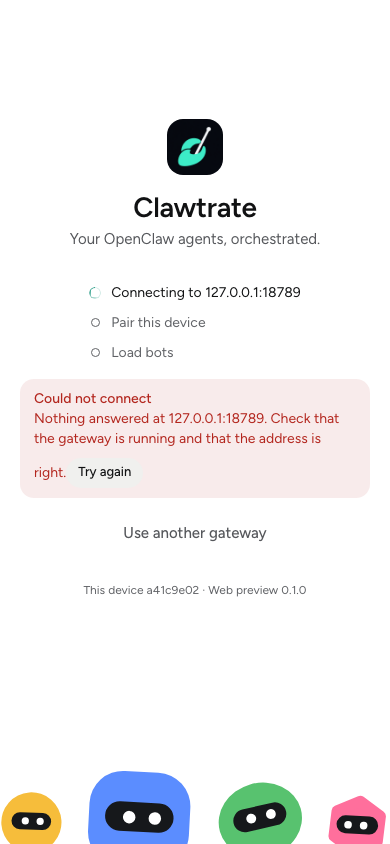 Clawtrate
Your OpenClaw agents, orchestrated.
Connecting to 127.0.0.1:18789
Pair this device
Load bots
Could not connect
Nothing answered at 127.0.0.1:18789. Check that
the gateway is running and that the address is
right. Try again
Use another gateway
This device a41c9e02 · Web preview 0.1.0